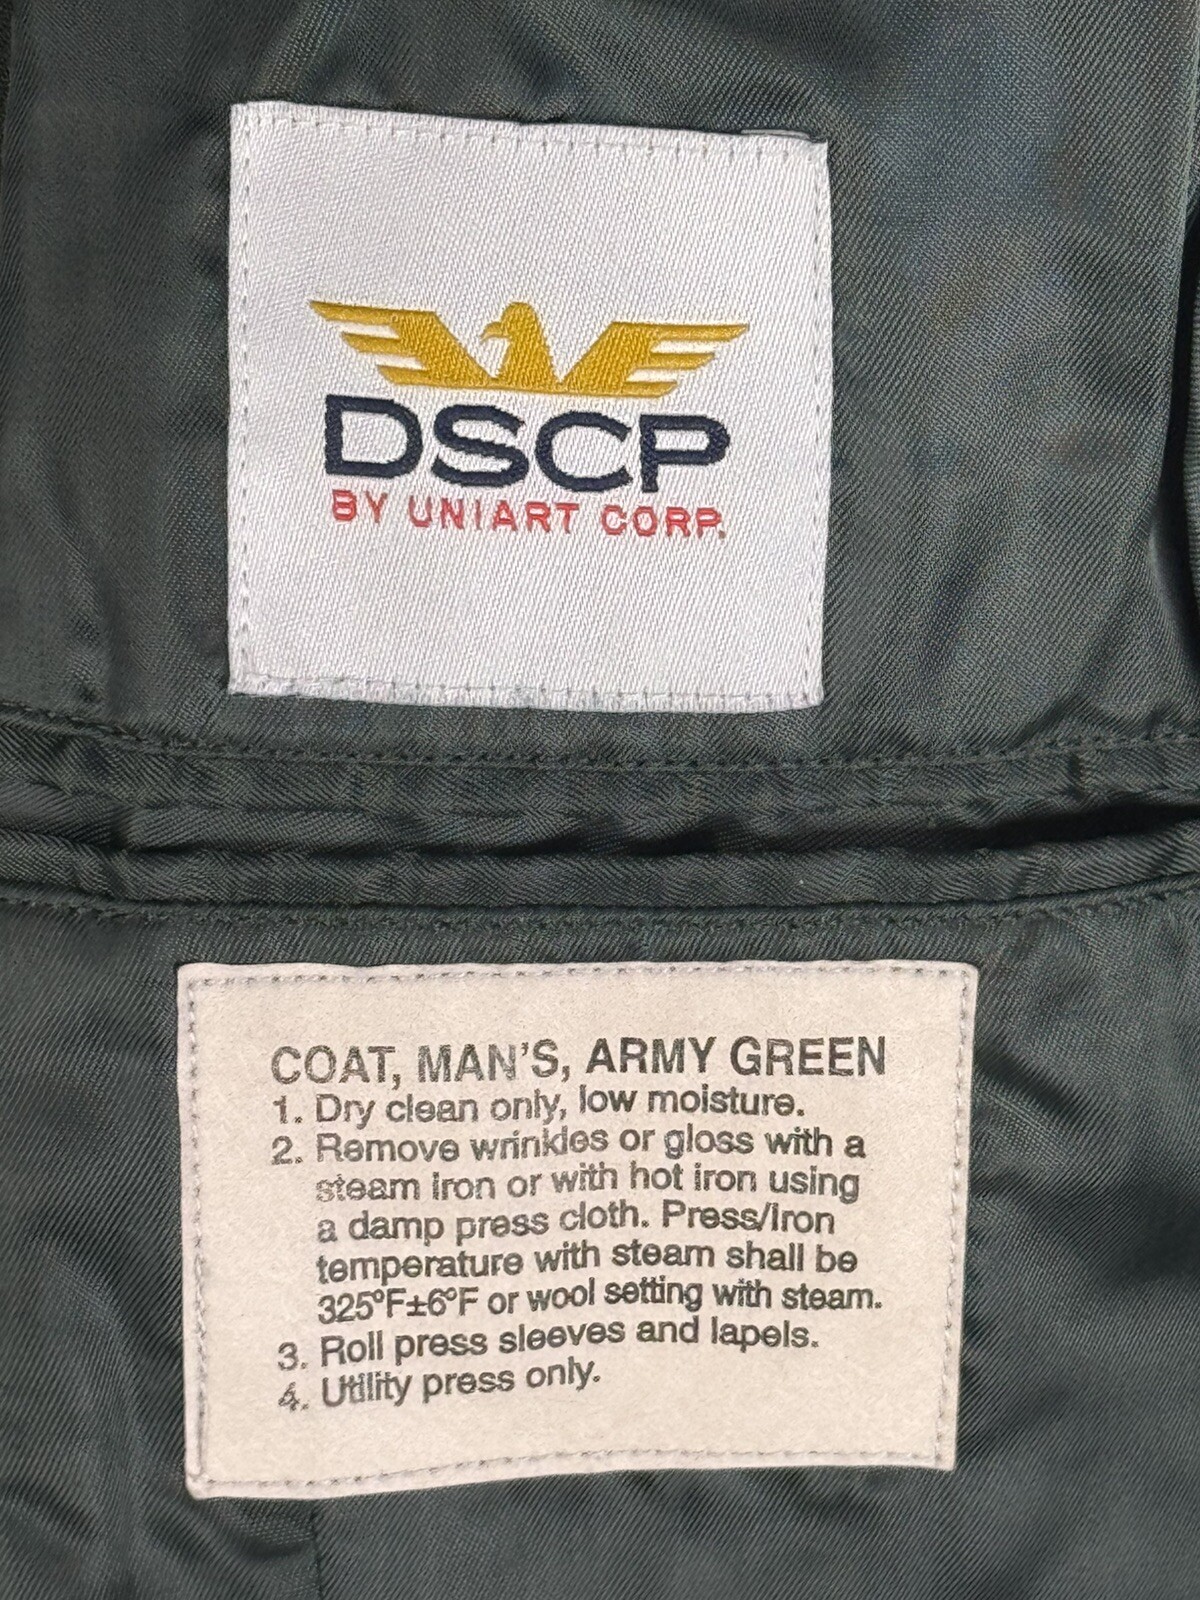 DSCP
BY UNIART CORP.
COAT, MAN'S, ARMY GREEN
1. Dry clean only, low moisture.
2. Remove wrinkles or gloss with a
steam iron or with hot iron using
a damp press cloth. Press/Iron
temperature with steam shall be
325°F±6°F or wool setting with steam.
3. Roll press sleeves and lapels.
4. Utility press only.